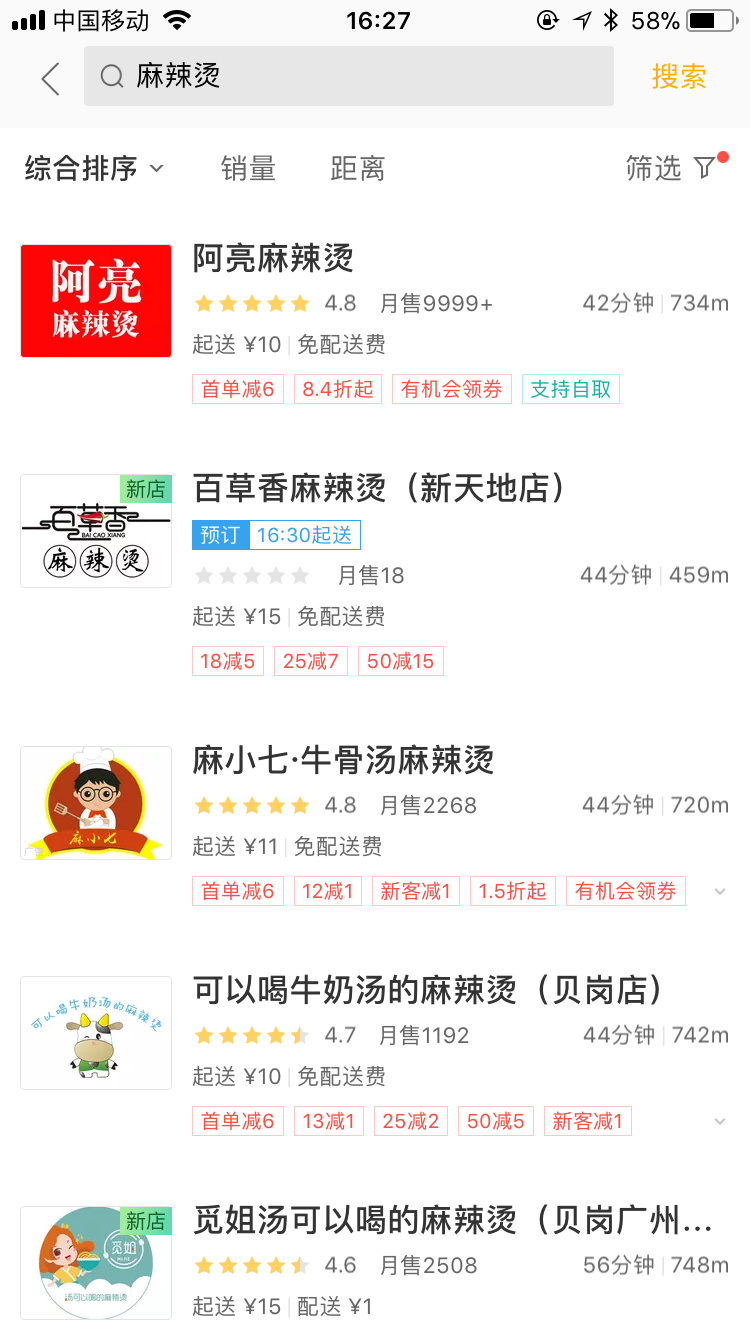 中国移动 16:27 58%
麻辣烫 搜索
综合排序 销量 距离 筛选
阿亮
麻辣烫
阿亮麻辣烫
4.8 月售9999+ 42分钟 734m
起送 ¥10 免配送费
首单减6 8.4折起 有机会领券 支持自取
新店
百草香
BAI CAO XIANG
麻辣烫
百草香麻辣烫（新天地店）
预订 16:30起送
月售18 44分钟 459m
起送 ¥15 免配送费
18减5 25减7 50减15
麻小七
麻小七·牛骨汤麻辣烫
4.8 月售2268 44分钟 720m
起送 ¥11 免配送费
首单减6 12减1 新客减1 1.5折起 有机会领券
可以喝牛奶汤的麻辣烫
可以喝牛奶汤的麻辣烫（贝岗店）
4.7 月售1192 44分钟 742m
起送 ¥10 免配送费
首单减6 13减1 25减2 50减5 新客减1
新店
觅姐
汤可以喝的麻辣烫
觅姐汤可以喝的麻辣烫（贝岗广州...
4.6 月售2508 56分钟 748m
起送 ¥15 配送 ¥1